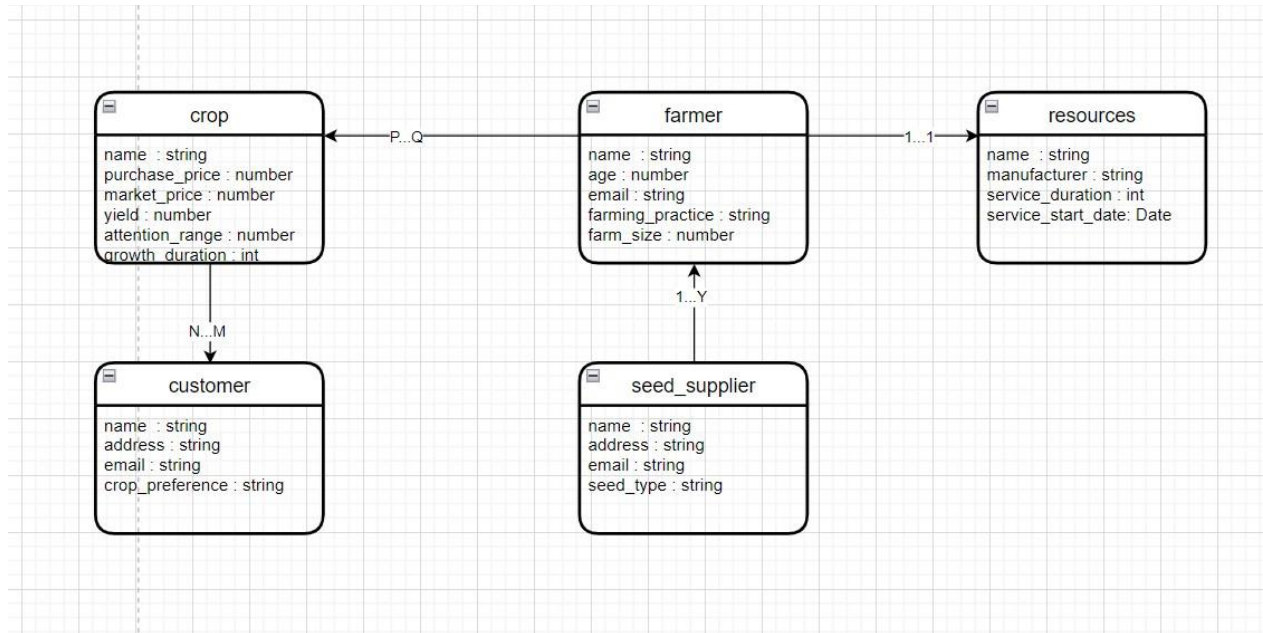 crop
name : string
purchase_price : number
market_price : number
yield : number
attention_range : number
growth_duration : int
P...Q
farmer
name : string
age : number
email : string
farming_practice : string
farm_size : number
1...1
resources
name : string
manufacturer : string
service_duration : int
service_start_date: Date
N...M
1...Y
customer
name : string
address : string
email : string
crop_preference : string
seed_supplier
name : string
address : string
email : string
seed_type : string